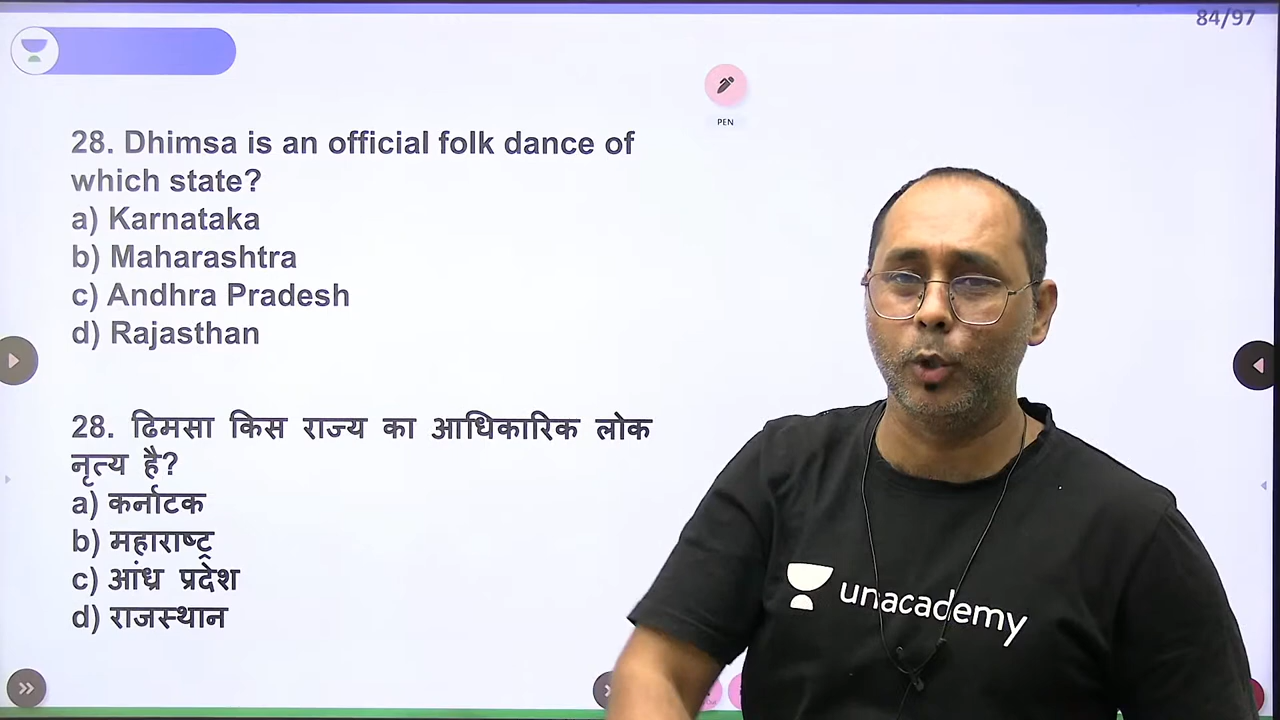 84/97
PEN
28. Dhimsa is an official folk dance of
which state?
a) Karnataka
b) Maharashtra
c) Andhra Pradesh
d) Rajasthan
28. ढिमसा किस राज्य का आधिकारिक लोक
नृत्य है?
a) कर्नाटक
b) महाराष्ट्र
c) आंध्र प्रदेश
d) राजस्थान
unacademy